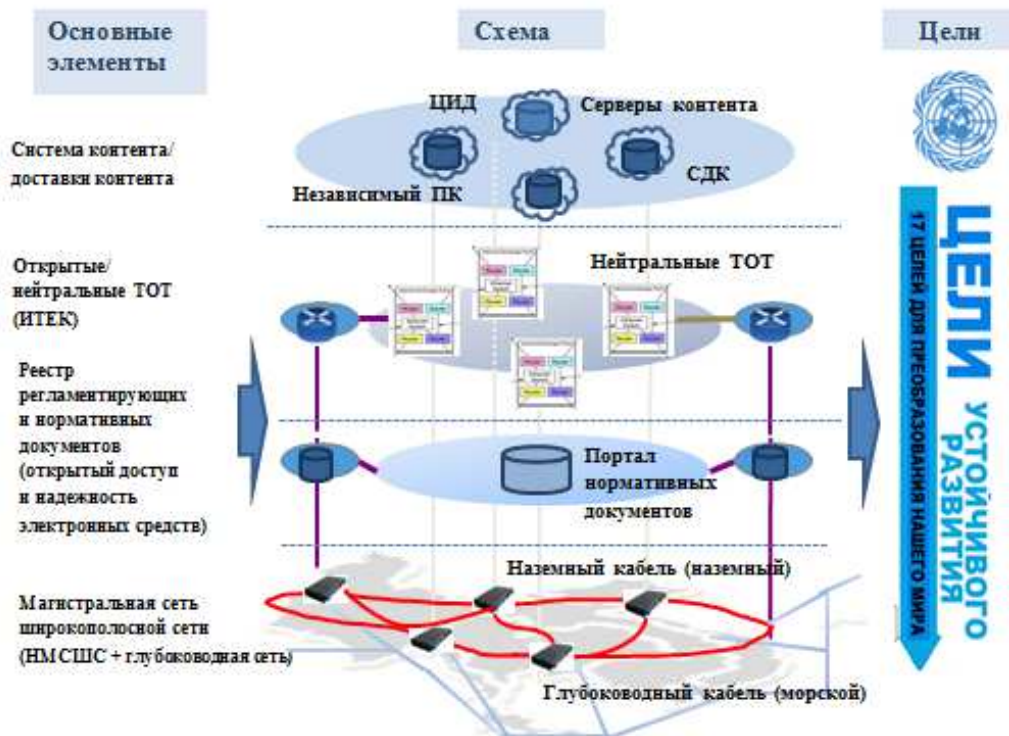 Основные
элементы
Схема
Цели
Система контента/
доставки контента
ЦИД
Серверы контента
Независимый ПК
СДК
Открытые/
нейтральные ТОТ
(ИТЕК)
Нейтральные ТОТ
Реестр
регламентирующих
и нормативных
документов
(открытый доступ
и надежность
электронных средств)
Портал
нормативных
документов
Магистральная сеть
широкополосной сети
(НМСШС + глубоководная сеть)
Наземный кабель (наземный)
Глубоководный кабель (морской)
17 ЦЕЛЕЙ ДЛЯ ПРЕОБРАЗОВАНИЯ НАШЕГО МИРА
ЦЕЛИ
УСТОЙЧИВОГО
РАЗВИТИЯ